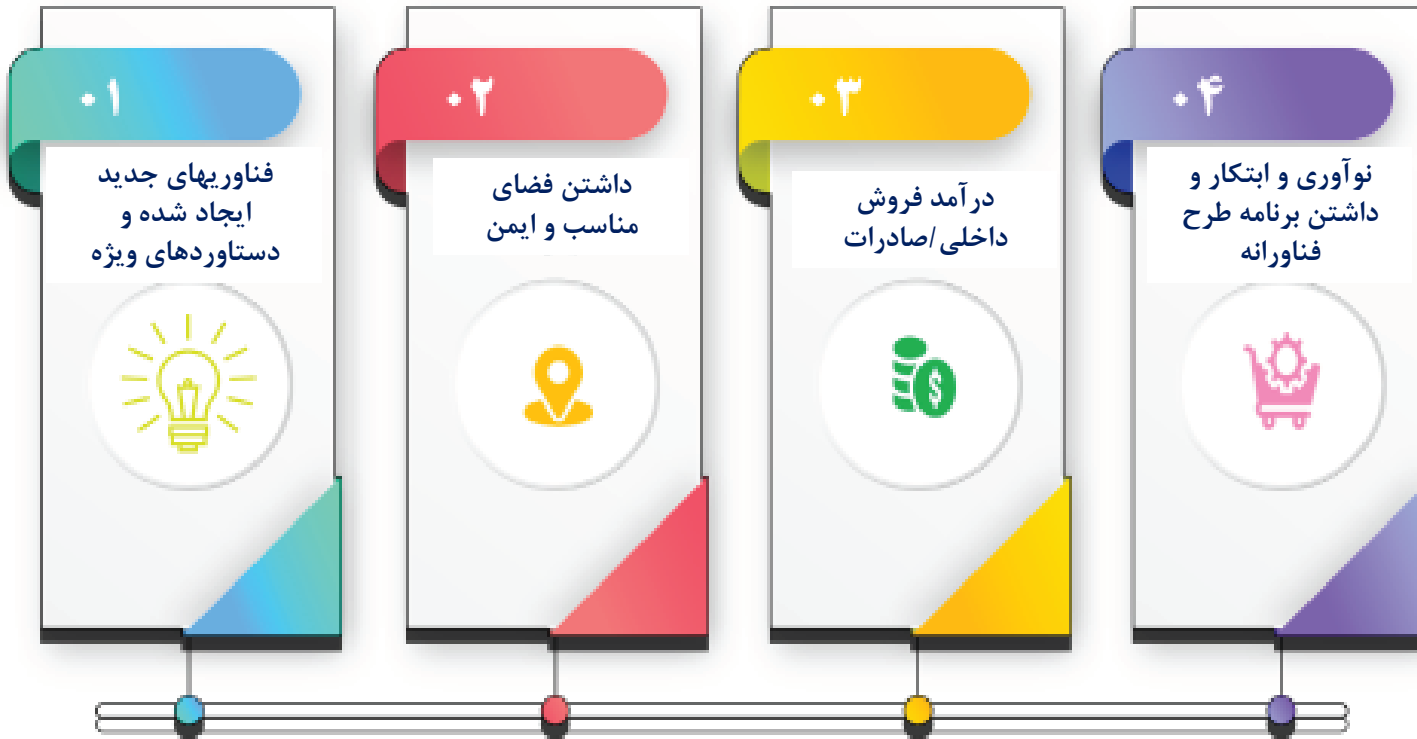 ۰۱
فناوریهای جدید
ایجاد شده و
دستاوردهای ویژه
۰۲
داشتن فضای
مناسب و ایمن
۰۳
درآمد فروش
داخلی/صادرات
۰۴
نوآوری و ابتکار و
داشتن برنامه طرح
فناورانه
$